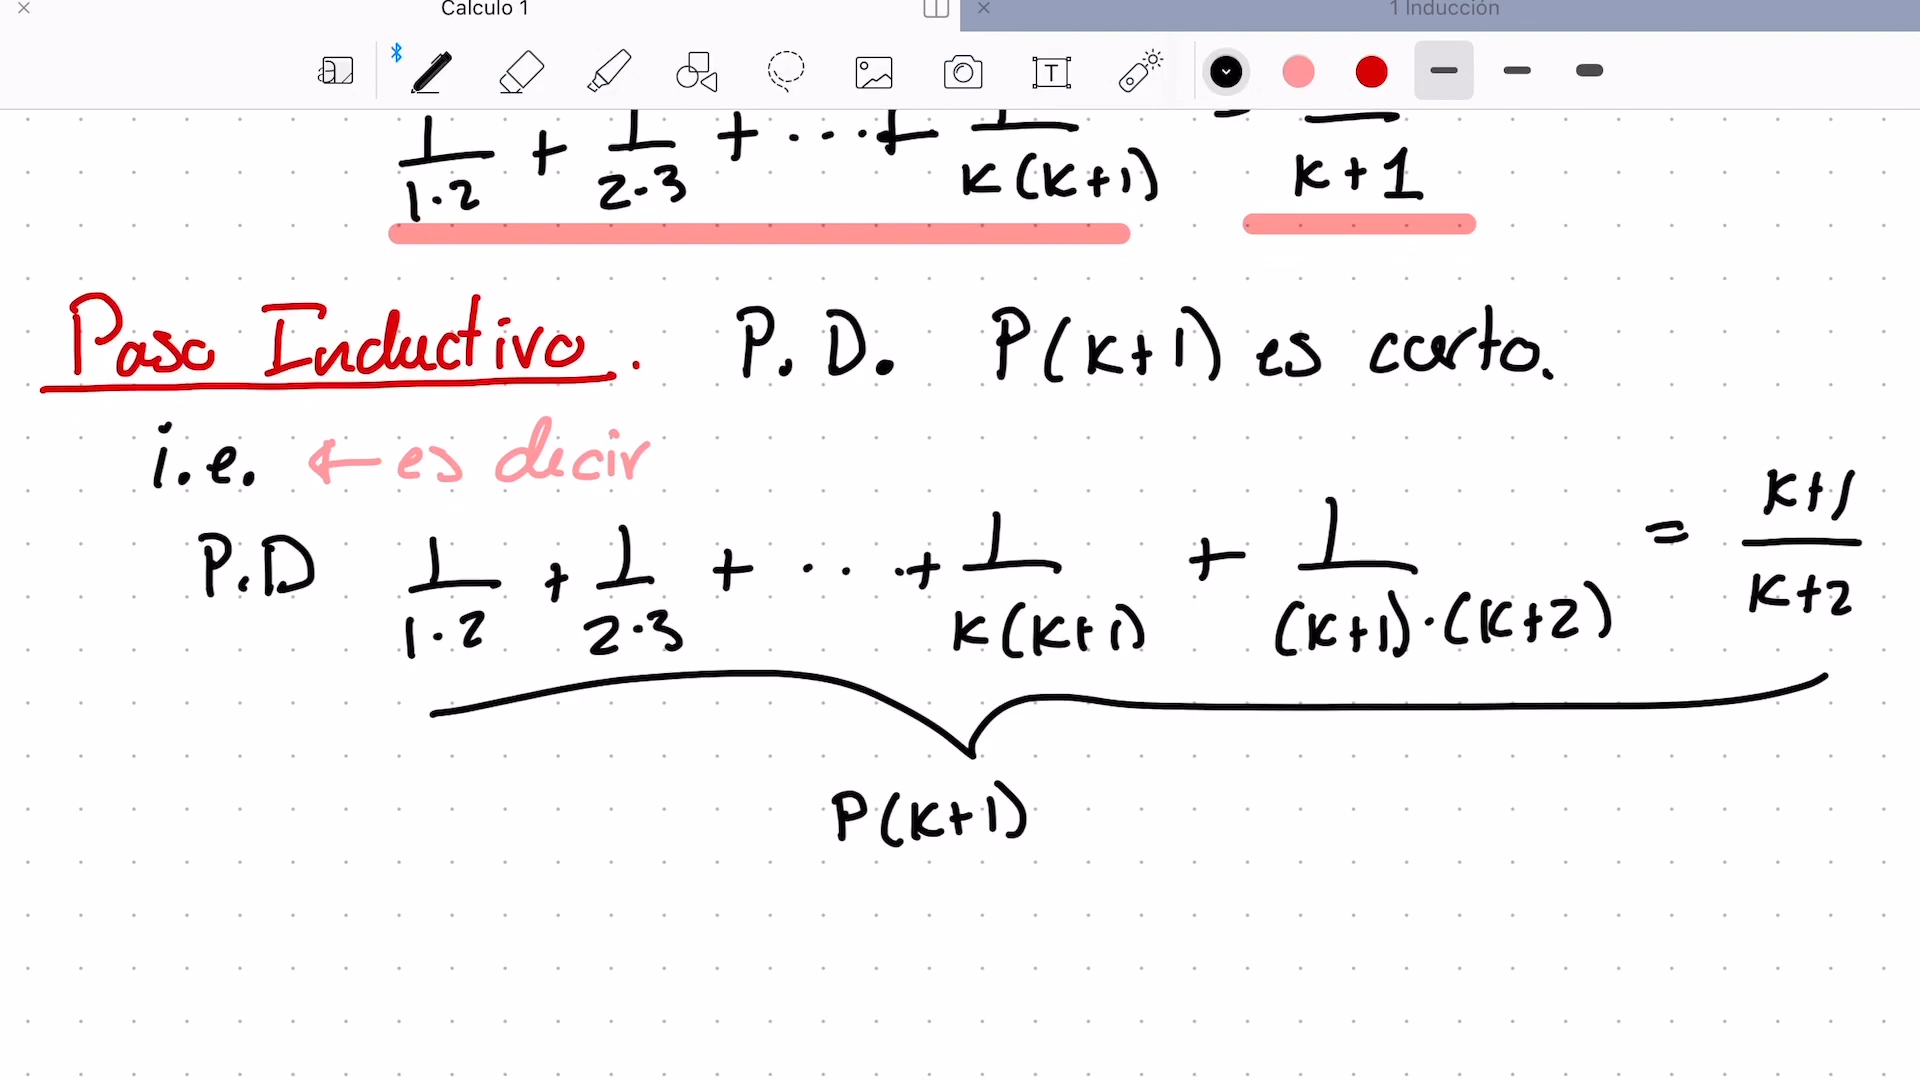 Calculo 1
1 Inducción
1/1·2 + 1/2·3 + ... + 1/K(K+1) = /K+1
Paso Inductivo. P.D. P(K+1) es cierto.
i.e. ← es decir
P.D 1/1·2 + 1/2·3 + ... + 1/K(K+1) + 1/(K+1)·(K+2) = K+1/K+2
P(K+1)